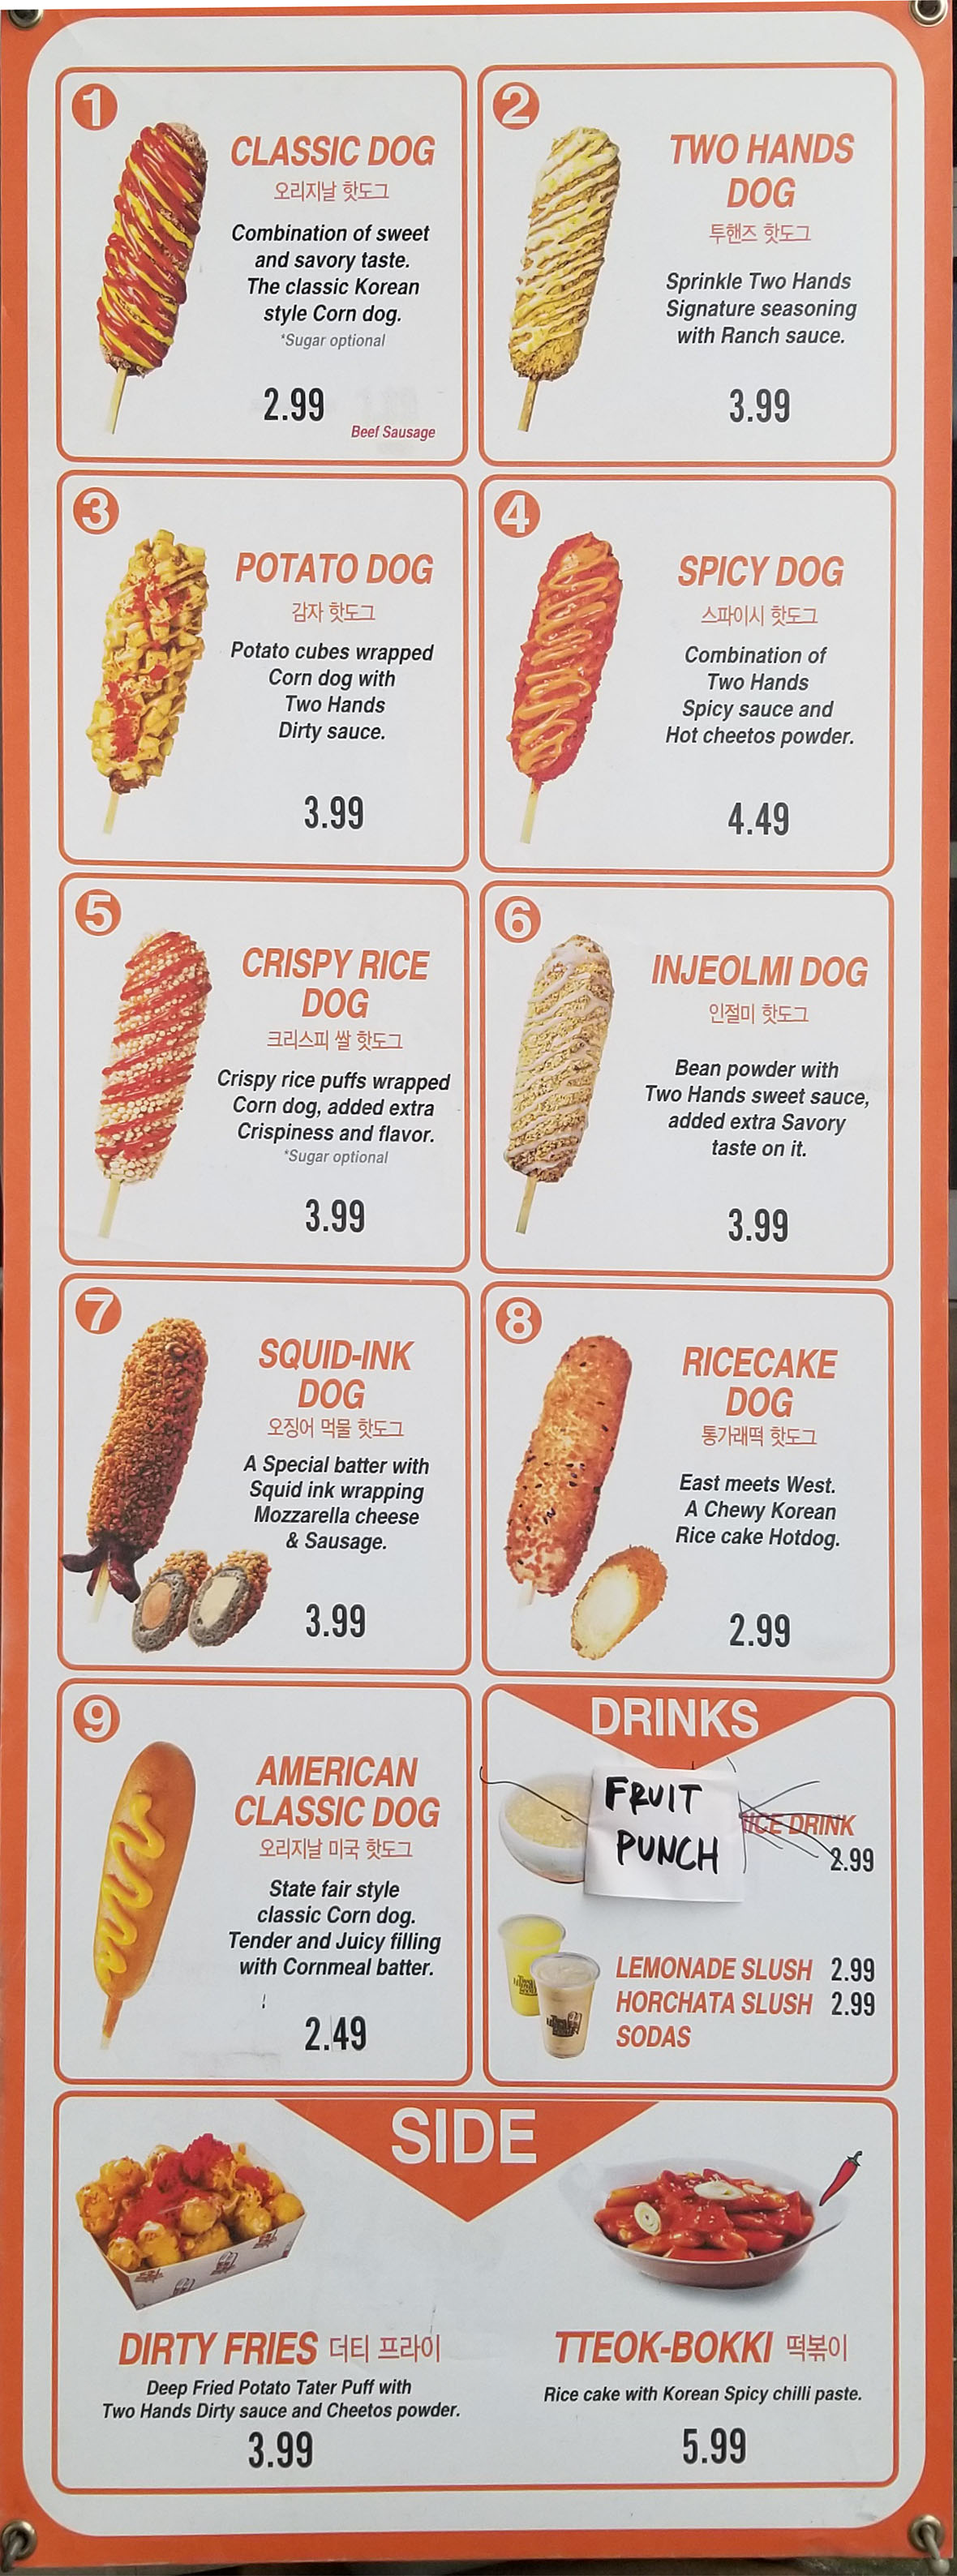 1
CLASSIC DOG
오리지날 핫도그
Combination of sweet
and savory taste.
The classic Korean
style Corn dog.
*Sugar optional
2.99
Beef Sausage
2
TWO HANDS
DOG
투핸즈 핫도그
Sprinkle Two Hands
Signature seasoning
with Ranch sauce.
3.99
3
POTATO DOG
감자 핫도그
Potato cubes wrapped
Corn dog with
Two Hands
Dirty sauce.
3.99
4
SPICY DOG
스파이시 핫도그
Combination of
Two Hands
Spicy sauce and
Hot cheetos powder.
4.49
5
CRISPY RICE
DOG
크리스피 쌀 핫도그
Crispy rice puffs wrapped
Corn dog, added extra
Crispiness and flavor.
*Sugar optional
3.99
6
INJEOLMI DOG
인절미 핫도그
Bean powder with
Two Hands sweet sauce,
added extra Savory
taste on it.
3.99
7
SQUID-INK
DOG
오징어 먹물 핫도그
A Special batter with
Squid ink wrapping
Mozzarella cheese
& Sausage.
3.99
8
RICECAKE
DOG
통가래떡 핫도그
East meets West.
A Chewy Korean
Rice cake Hotdog.
2.99
9
AMERICAN
CLASSIC DOG
오리지날 미국 핫도그
State fair style
classic Corn dog.
Tender and Juicy filling
with Cornmeal batter.
2.49
DRINKS
FRUIT
PUNCH
DRINK
2.99
LEMONADE SLUSH 2.99
HORCHATA SLUSH 2.99
SODAS
SIDE
DIRTY FRIES 더티 프라이
Deep Fried Potato Tater Puff with
Two Hands Dirty sauce and Cheetos powder.
3.99
TTEOK-BOKKI 떡볶이
Rice cake with Korean Spicy chilli paste.
5.99